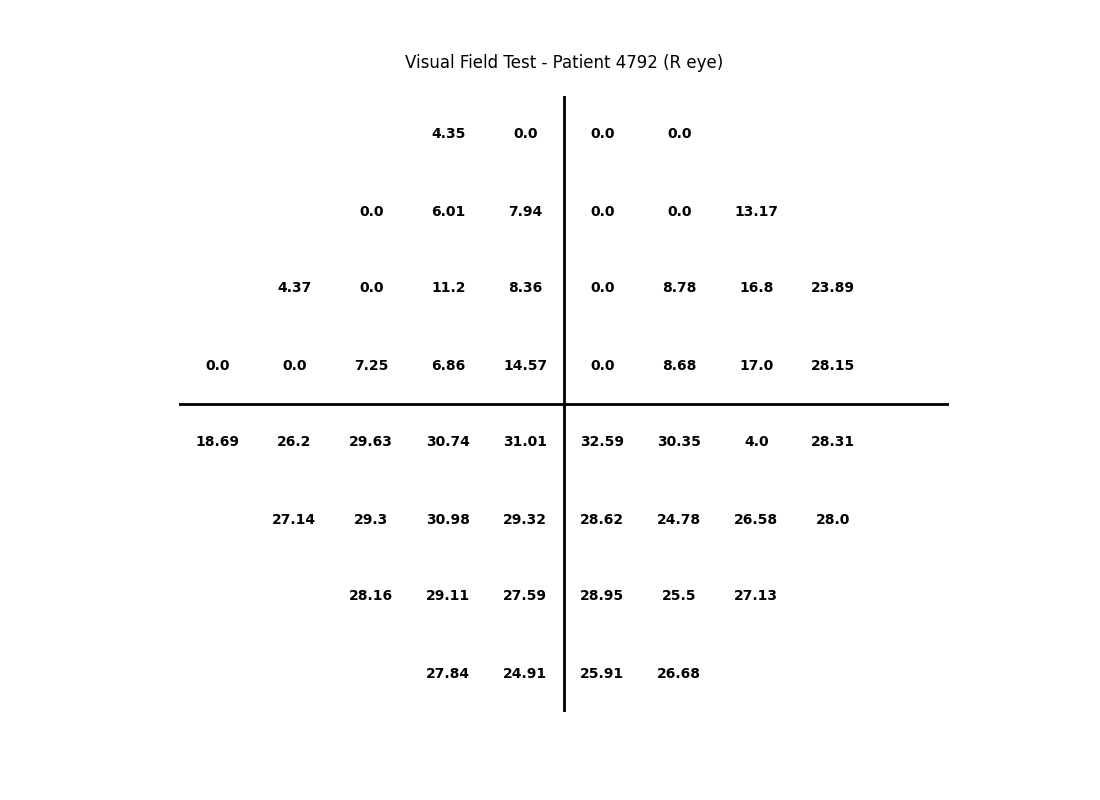 Visual Field Test - Patient 4792 (R eye)
4.35 0.0 0.0 0.0
0.0 6.01 7.94 0.0 0.0 13.17
4.37 0.0 11.2 8.36 0.0 8.78 16.8 23.89
0.0 0.0 7.25 6.86 14.57 0.0 8.68 17.0 28.15
18.69 26.2 29.63 30.74 31.01 32.59 30.35 4.0 28.31
27.14 29.3 30.98 29.32 28.62 24.78 26.58 28.0
28.16 29.11 27.59 28.95 25.5 27.13
27.84 24.91 25.91 26.68